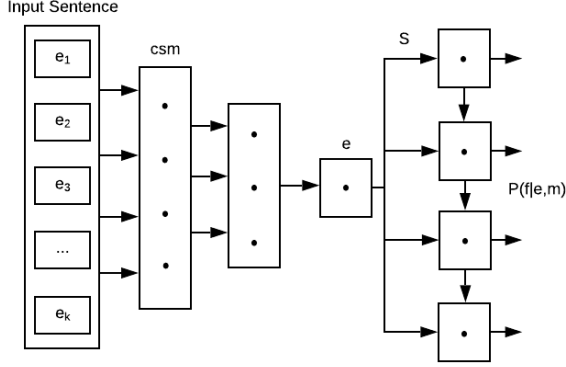 Input Sentence
e1
e2
e3
...
ek
csm
e
S
P(f|e,m)